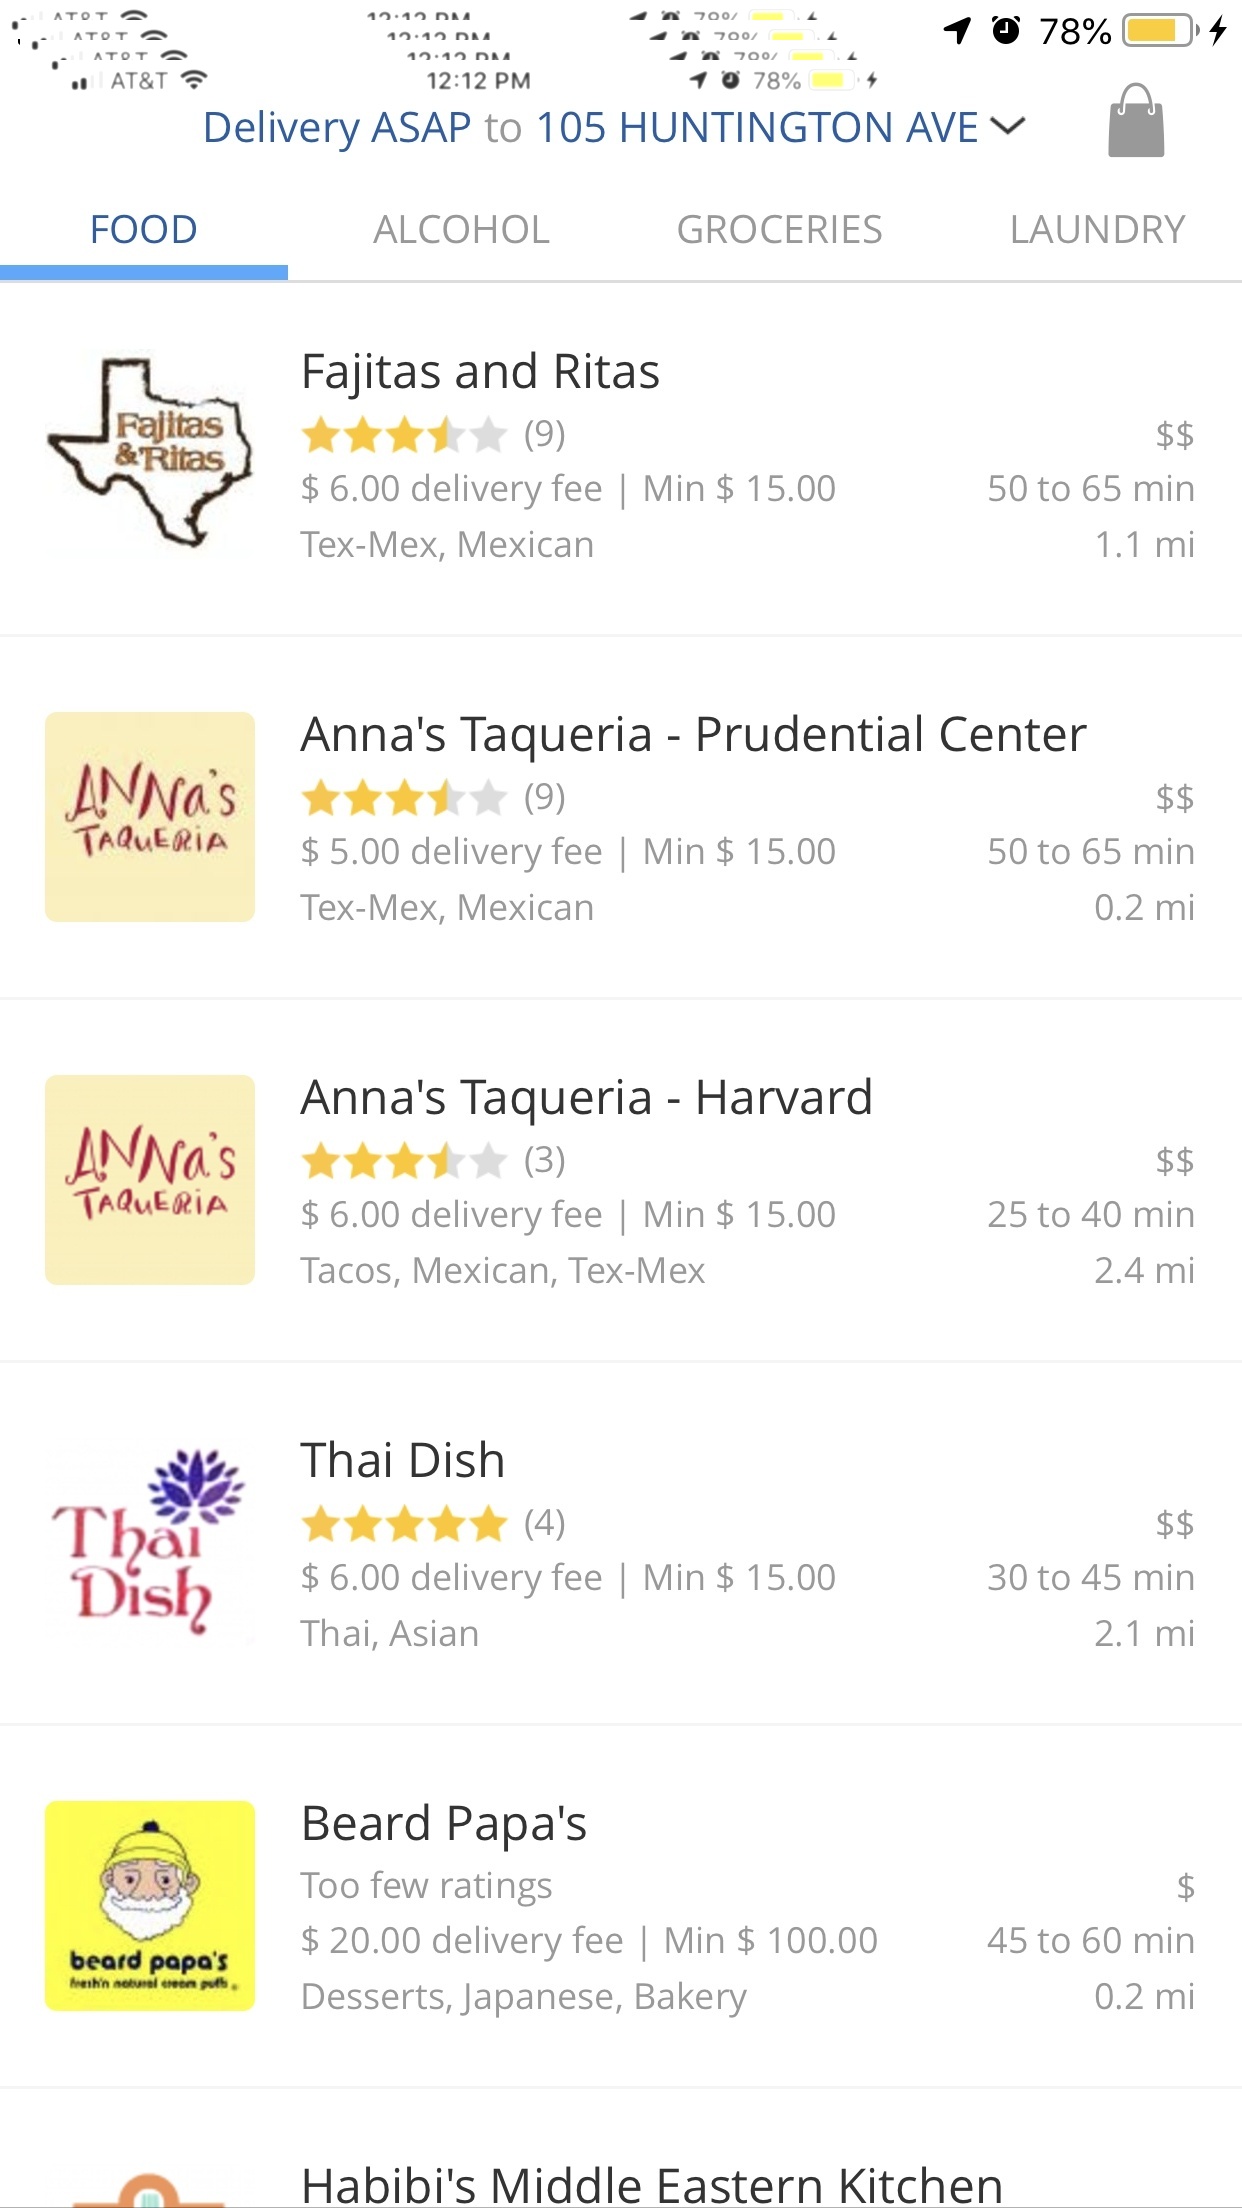 78%
AT&T 12:12 PM 78%
Delivery ASAP to 105 HUNTINGTON AVE
FOOD ALCOHOL GROCERIES LAUNDRY
Fajitas and Ritas
Fajitas
& Ritas
(9) $$
$ 6.00 delivery fee | Min $ 15.00 50 to 65 min
Tex-Mex, Mexican 1.1 mi
Anna's Taqueria - Prudential Center
ANNa's
TAQUERiA
(9) $$
$ 5.00 delivery fee | Min $ 15.00 50 to 65 min
Tex-Mex, Mexican 0.2 mi
Anna's Taqueria - Harvard
ANNa's
TAQUERiA
(3) $$
$ 6.00 delivery fee | Min $ 15.00 25 to 40 min
Tacos, Mexican, Tex-Mex 2.4 mi
Thai Dish
Thai
Dish
(4) $$
$ 6.00 delivery fee | Min $ 15.00 30 to 45 min
Thai, Asian 2.1 mi
Beard Papa's
Too few ratings $
$ 20.00 delivery fee | Min $ 100.00 45 to 60 min
beard papa's
fresh'n natural cream puffs
Desserts, Japanese, Bakery 0.2 mi
Habibi's Middle Eastern Kitchen